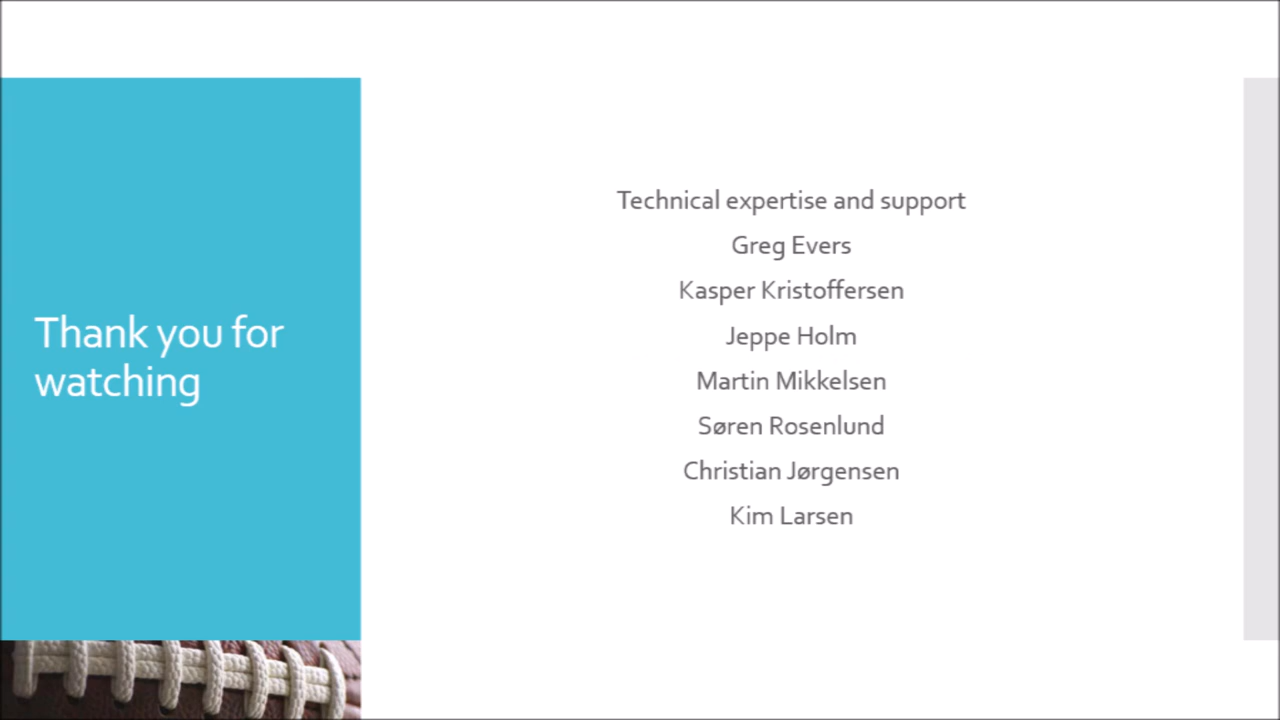 Thank you for
watching
Technical expertise and support
Greg Evers
Kasper Kristoffersen
Jeppe Holm
Martin Mikkelsen
Søren Rosenlund
Christian Jørgensen
Kim Larsen